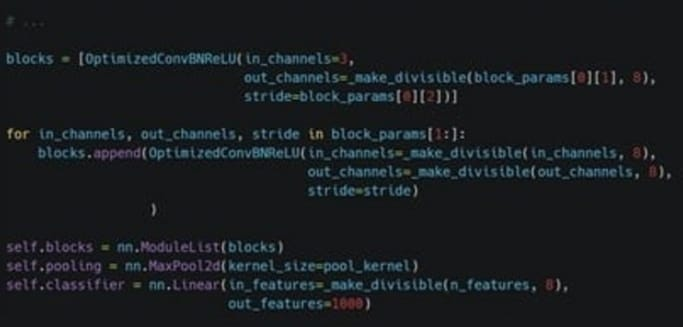 # ...
blocks = [OptimizedConvBNReLU(in_channels=3,
out_channels=_make_divisible(block_params[0][1], 8),
stride=block_params[0][2])]
for in_channels, out_channels, stride in block_params[1:]:
blocks.append(OptimizedConvBNReLU(in_channels=_make_divisible(in_channels, 8),
out_channels=_make_divisible(out_channels, 8),
stride=stride)
)
self.blocks = nn.ModuleList(blocks)
self.pooling = nn.MaxPool2d(kernel_size=pool_kernel)
self.classifier = nn.Linear(in_features=_make_divisible(n_features, 8),
out_features=1000)